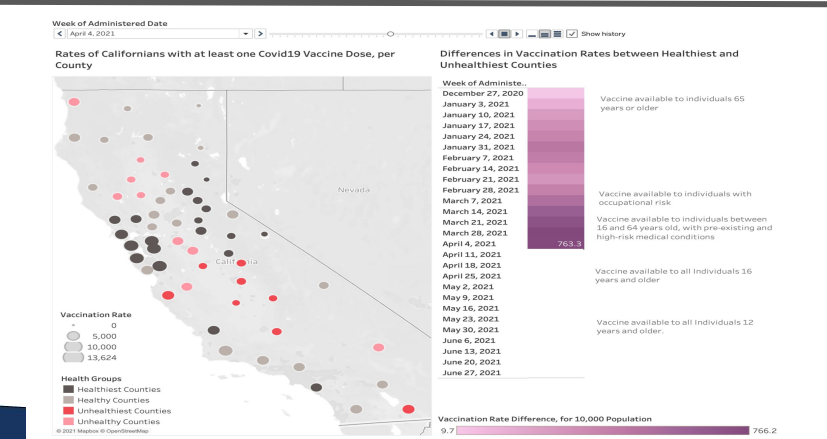 Week of Administered Date
April 4, 2021
Show history
Rates of Californians with at least one Covid19 Vaccine Dose, per
County
Nevada
California
Vaccination Rate
0
5,000
10,000
13,624
Health Groups
Healthiest Counties
Healthy Counties
Unhealthiest Counties
Unhealthy Counties
© 2021 Mapbox © OpenStreetMap
Differences in Vaccination Rates between Healthiest and
Unhealthiest Counties
Week of Administe..
December 27, 2020
January 3, 2021
January 10, 2021
January 17, 2021
January 24, 2021
January 31, 2021
February 7, 2021
February 14, 2021
February 21, 2021
February 28, 2021
March 7, 2021
March 14, 2021
March 21, 2021
March 28, 2021
April 4, 2021 763.3
April 11, 2021
April 18, 2021
April 25, 2021
May 2, 2021
May 9, 2021
May 16, 2021
May 23, 2021
May 30, 2021
June 6, 2021
June 13, 2021
June 20, 2021
June 27, 2021
Vaccine available to individuals 65
years or older
Vaccine available to individuals with
occupational risk
Vaccine available to individuals between
16 and 64 years old, with pre-existing and
high-risk medical conditions
Vaccine available to all Individuals 16
years and older
Vaccine available to all Individuals 12
years and older.
Vaccination Rate Difference, for 10,000 Population
9.7 766.2